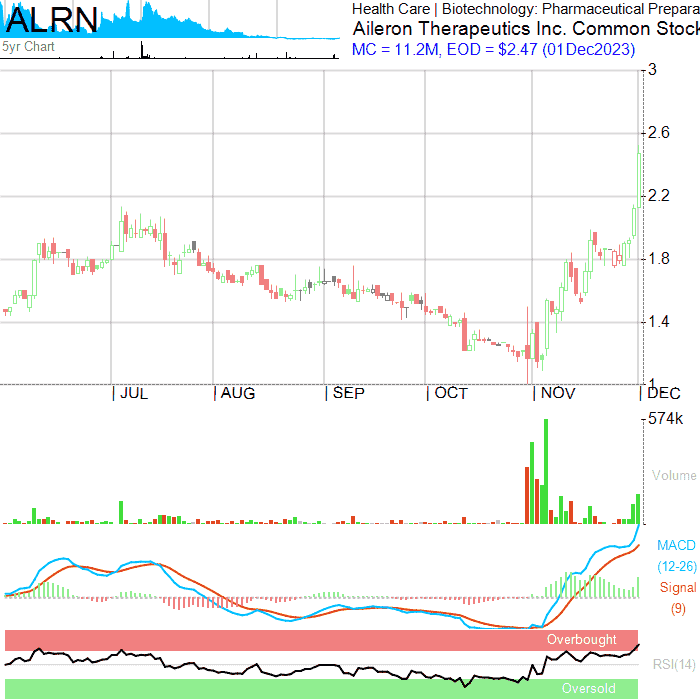 ALRN
5yr Chart
Health Care | Biotechnology: Pharmaceutical Prepara
Aileron Therapeutics Inc. Common Stock
MC = 11.2M, EOD = $2.47 (01Dec2023)
3
2.6
2.2
1.8
1.4
1
| JUL | AUG | SEP | OCT | NOV | DEC
574k
Volume
MACD
(12-26)
Signal
(9)
Overbought
RSI(14)
Oversold